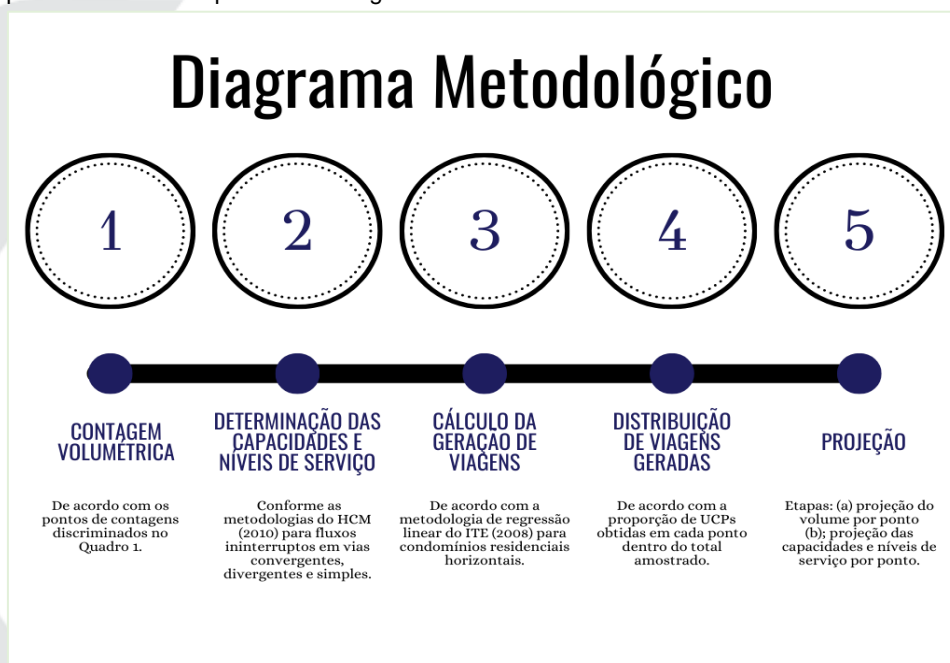 Diagrama Metodológico
1
2
3
4
5
CONTAGEM
VOLUMÉTRICA
De acordo com os
pontos de contagens
discriminados no
Quadro 1.
DETERMINAÇÃO DAS
CAPACIDADES E
NÍVEIS DE SERVIÇO
Conforme as
metodologias do HCM
(2010) para fluxos
ininterruptos em vias
convergentes,
divergentes e simples.
CÁLCULO DA
GERAÇÃO DE
VIAGENS
De acordo com a
metodologia de regressão
linear do ITE (2008) para
condomínios residenciais
horizontais.
DISTRIBUIÇÃO
DE VIAGENS
GERADAS
De acordo com a
proporção de UCPs
obtidas em cada ponto
dentro do total
amostrado.
PROJEÇÃO
Etapas: (a) projeção do
volume por ponto
(b); projeção das
capacidades e níveis de
serviço por ponto.